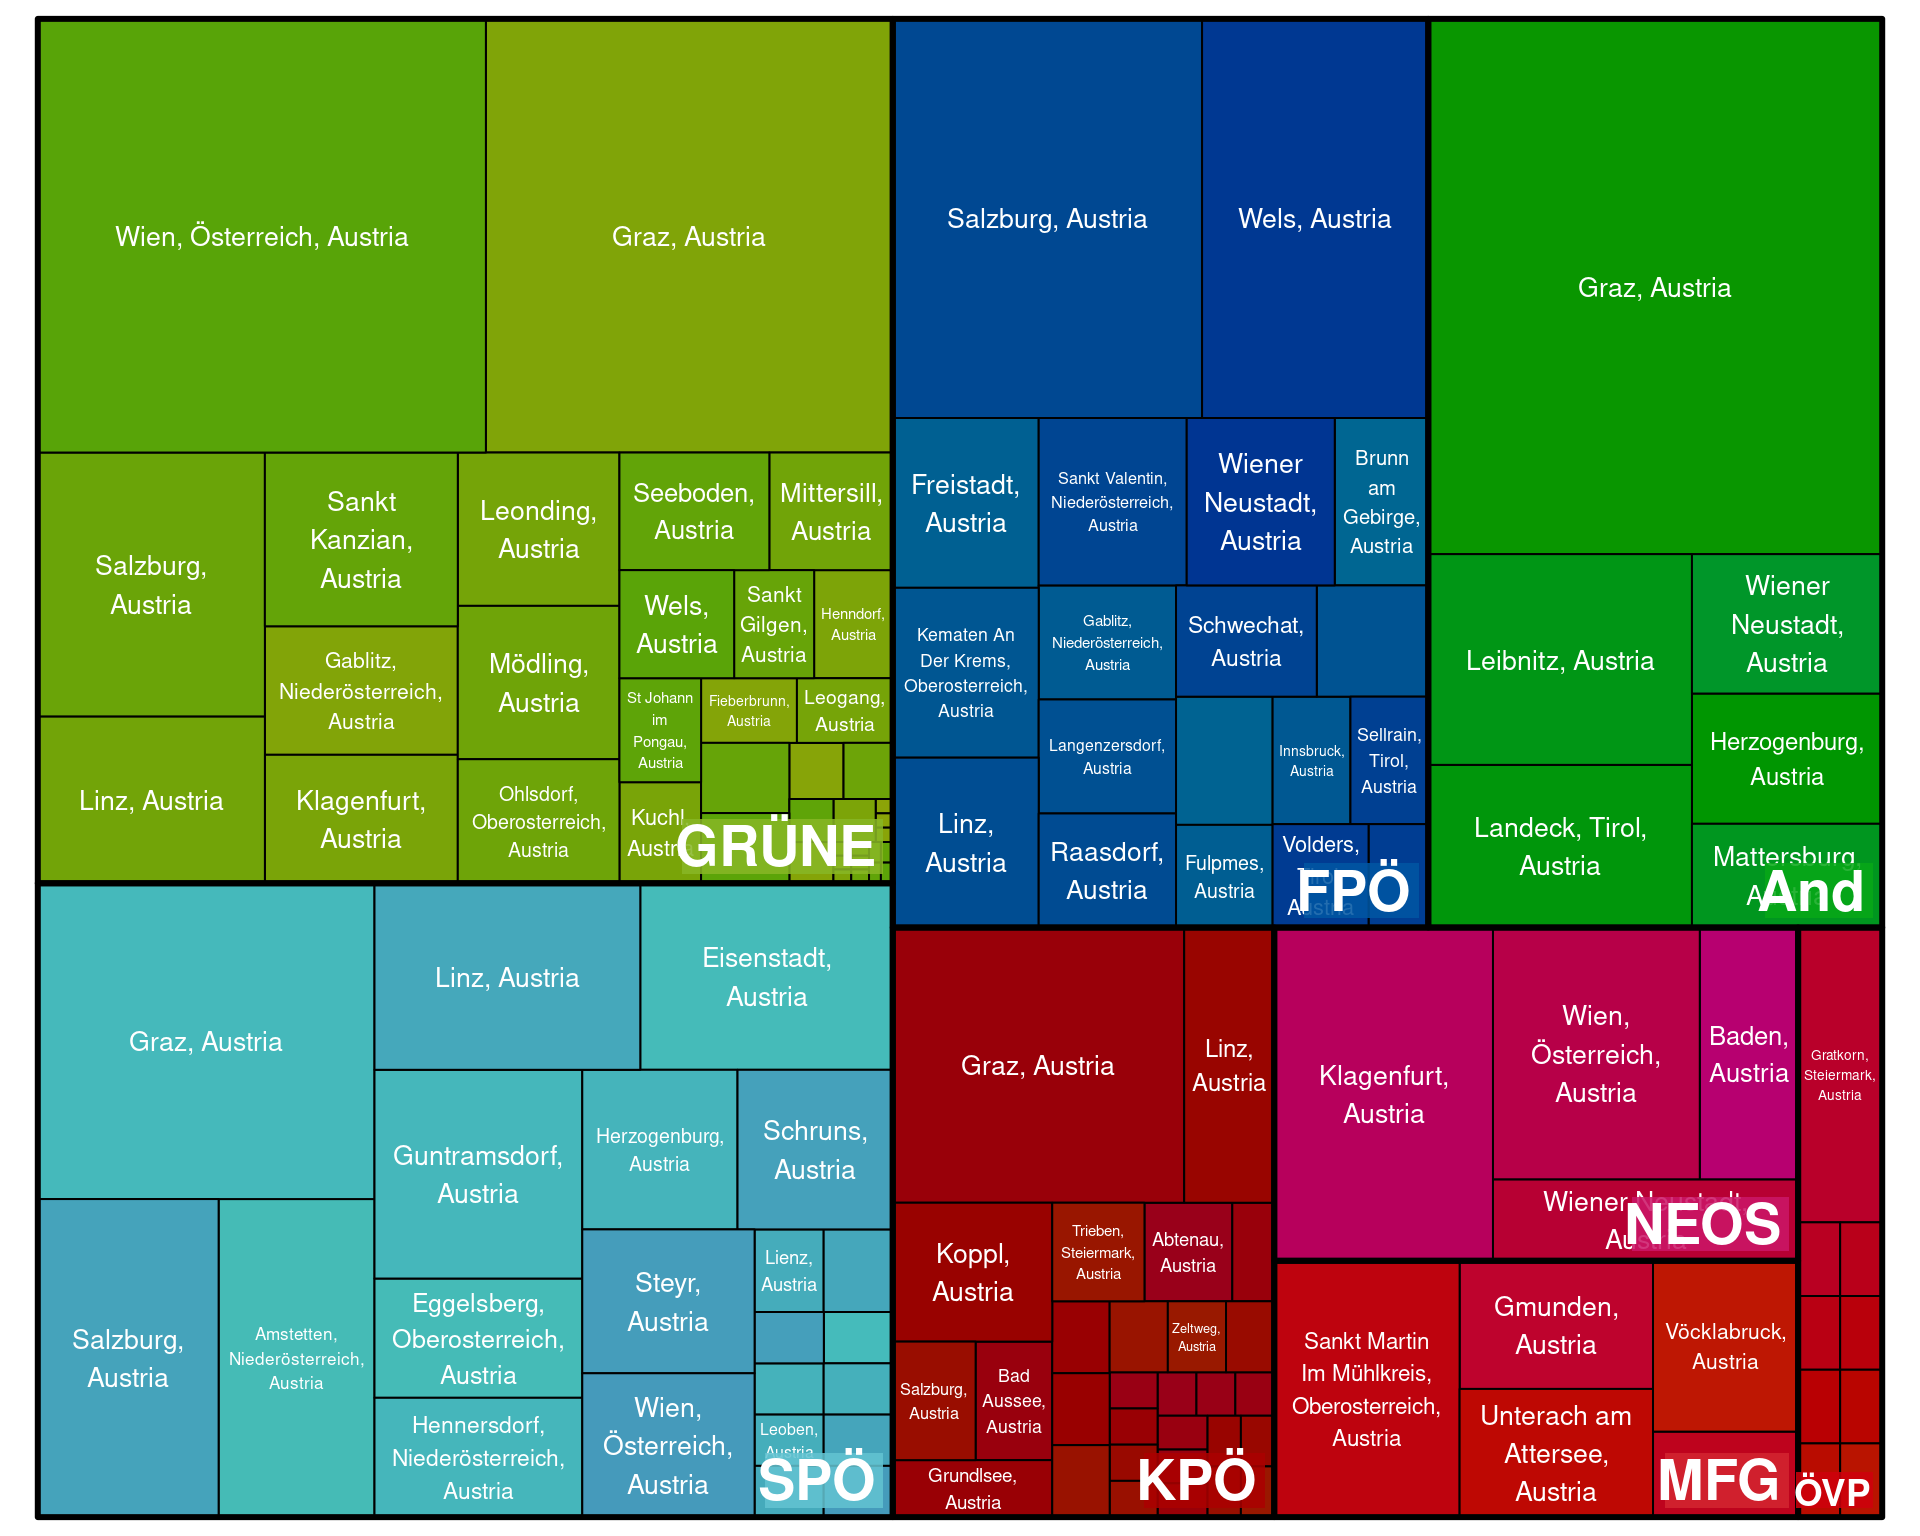 Wien, Österreich, Austria
Graz, Austria
Salzburg,
Austria
Linz, Austria
Sankt
Kanzian,
Austria
Gablitz,
Niederösterreich,
Austria
Klagenfurt,
Austria
Leonding,
Austria
Mödling,
Austria
Ohlsdorf,
Oberosterreich,
Austria
Seeboden,
Austria
Mittersill,
Austria
Wels,
Austria
Sankt
Gilgen,
Austria
Henndorf,
Austria
St Johann
im
Pongau,
Austria
Fieberbrunn,
Austria
Leogang,
Austria
Kuchl,
Austria
GRÜNE
Salzburg, Austria
Wels, Austria
Freistadt,
Austria
Sankt Valentin,
Niederösterreich,
Austria
Wiener
Neustadt,
Austria
Brunn
am
Gebirge,
Austria
Kematen An
Der Krems,
Oberosterreich,
Austria
Gablitz,
Niederösterreich,
Austria
Schwechat,
Austria
Langenzersdorf,
Austria
Innsbruck,
Austria
Sellrain,
Tirol,
Austria
Linz,
Austria
Raasdorf,
Austria
Fulpmes,
Austria
Volders,
Austria
FPÖ
Graz, Austria
Leibnitz, Austria
Landeck, Tirol,
Austria
Wiener
Neustadt,
Austria
Herzogenburg,
Austria
Mattersburg,
Austria
And
Graz, Austria
Salzburg,
Austria
Amstetten,
Niederösterreich,
Austria
Linz, Austria
Eisenstadt,
Austria
Guntramsdorf,
Austria
Eggelsberg,
Oberosterreich,
Austria
Hennersdorf,
Niederösterreich,
Austria
Herzogenburg,
Austria
Schruns,
Austria
Steyr,
Austria
Wien,
Österreich,
Austria
Lienz,
Austria
Leoben,
Austria
SPÖ
Graz, Austria
Linz,
Austria
Koppl,
Austria
Trieben,
Steiermark,
Austria
Abtenau,
Austria
Zeltweg,
Austria
Salzburg,
Austria
Bad
Aussee,
Austria
Grundlsee,
Austria
KPÖ
Klagenfurt,
Austria
Wien,
Österreich,
Austria
Baden,
Austria
Wiener Neustadt,
Austria
NEOS
Sankt Martin
Im Mühlkreis,
Oberosterreich,
Austria
Gmunden,
Austria
Unterach am
Attersee,
Austria
Vöcklabruck,
Austria
MFG
Gratkorn,
Steiermark,
Austria
ÖVP